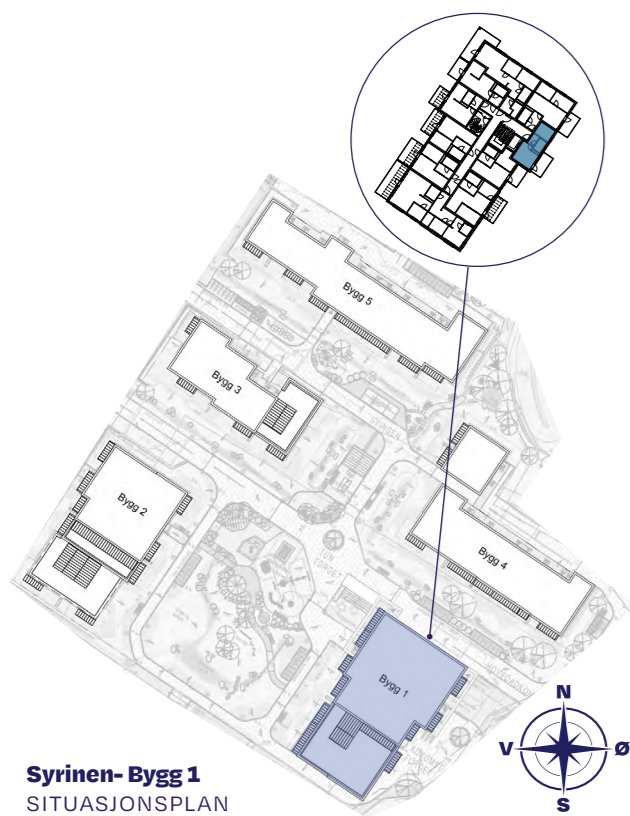 Bygg 5
Bygg 3
Bygg 2
Bygg 4
Bygg 1
N
V
Ø
S
Syrinen- Bygg 1
SITUASJONSPLAN